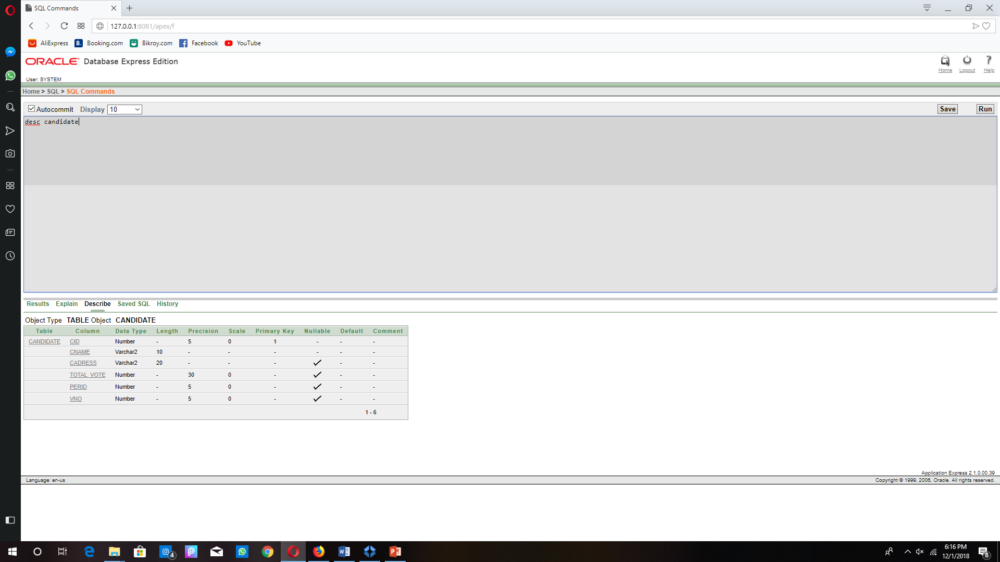 SQL Commands
127.0.0.1:8081/apex/f
AliExpress Booking.com Bikroy.com Facebook YouTube
ORACLE Database Express Edition
Home Logout Help
User: SYSTEM
Home > SQL > SQL Commands
Autocommit Display 10 Save Run
desc candidate
Results Explain Describe Saved SQL History
Object Type TABLE Object CANDIDATE
Table Column Data Type Length Precision Scale Primary Key Nullable Default Comment
CANDIDATE CID Number - 5 0 1 - - -
CNAME Varchar2 10 - - - - - -
CADRESS Varchar2 20 - - - - -
TOTAL_VOTE Number - 30 0 - - -
PERID Number - 5 0 - - -
VNO Number - 5 0 - - -
1 - 6
Application Express 2.1.0.00.39
Language: en-us Copyright © 1999, 2006, Oracle. All rights reserved.
4
6:16 PM
12/1/2018
8